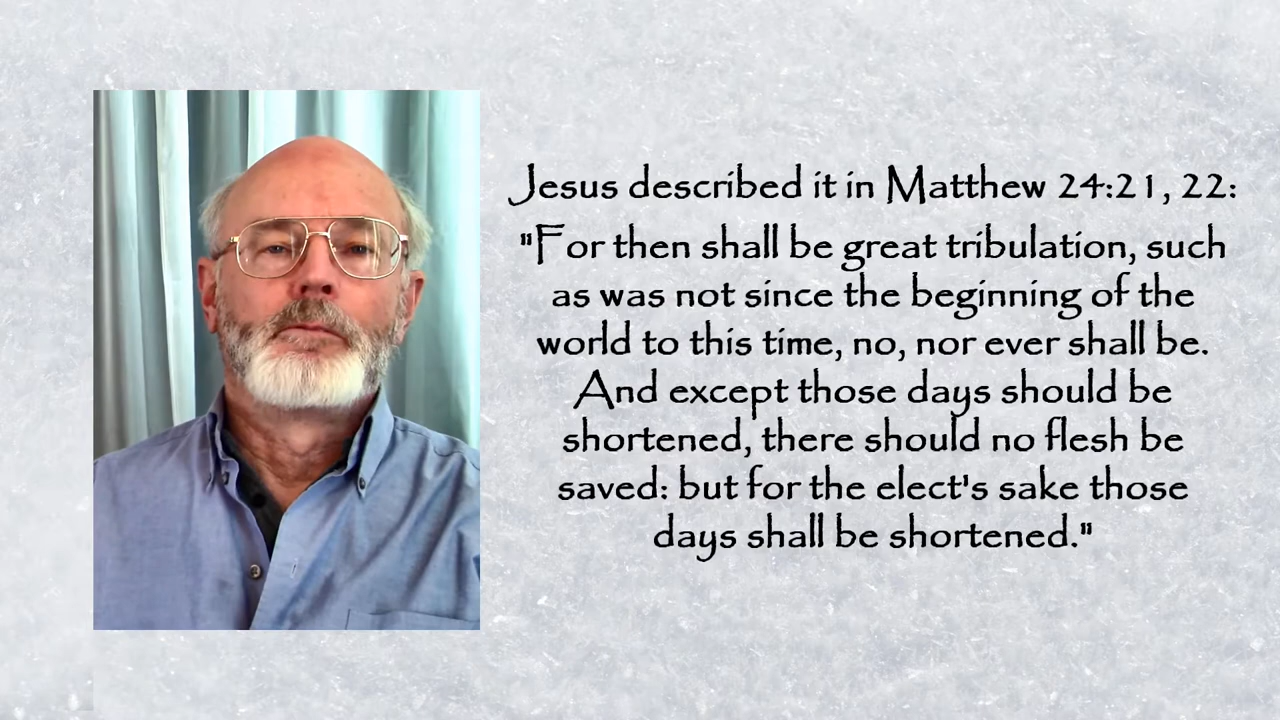 Jesus described it in Matthew 24:21, 22:
"For then shall be great tribulation, such
as was not since the beginning of the
world to this time, no, nor ever shall be.
And except those days should be
shortened, there should no flesh be
saved: but for the elect's sake those
days shall be shortened."